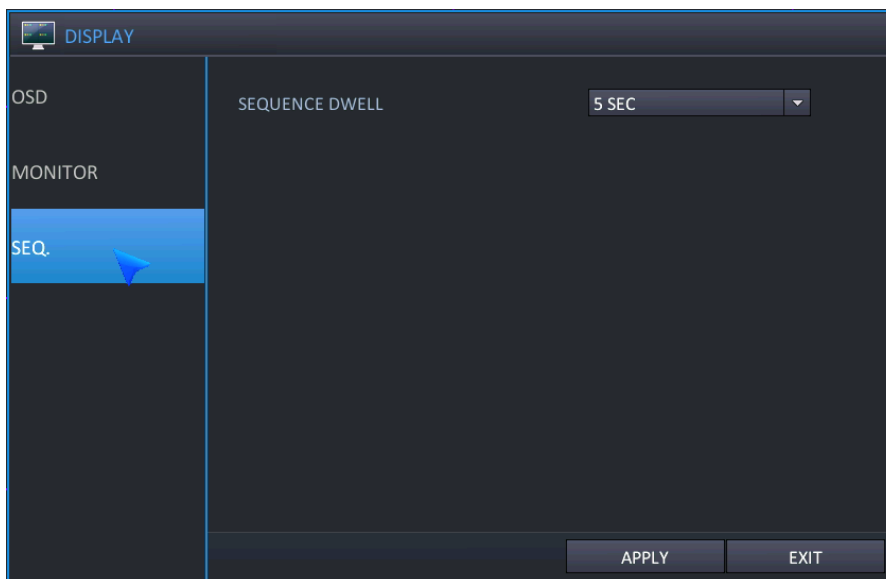 DISPLAY
OSD
SEQUENCE DWELL 5 SEC
MONITOR
SEQ.
APPLY EXIT